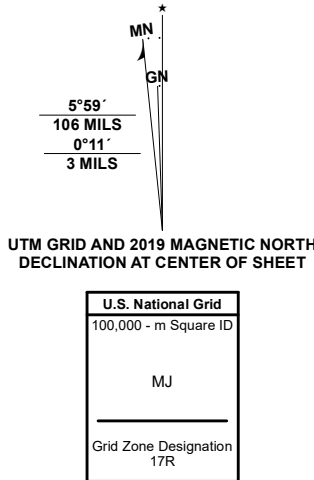 MN
GN
5°59´
106 MILS
0°11´
3 MILS
UTM GRID AND 2019 MAGNETIC NORTH
DECLINATION AT CENTER OF SHEET
U.S. National Grid
100,000 - m Square ID
MJ
Grid Zone Designation
17R